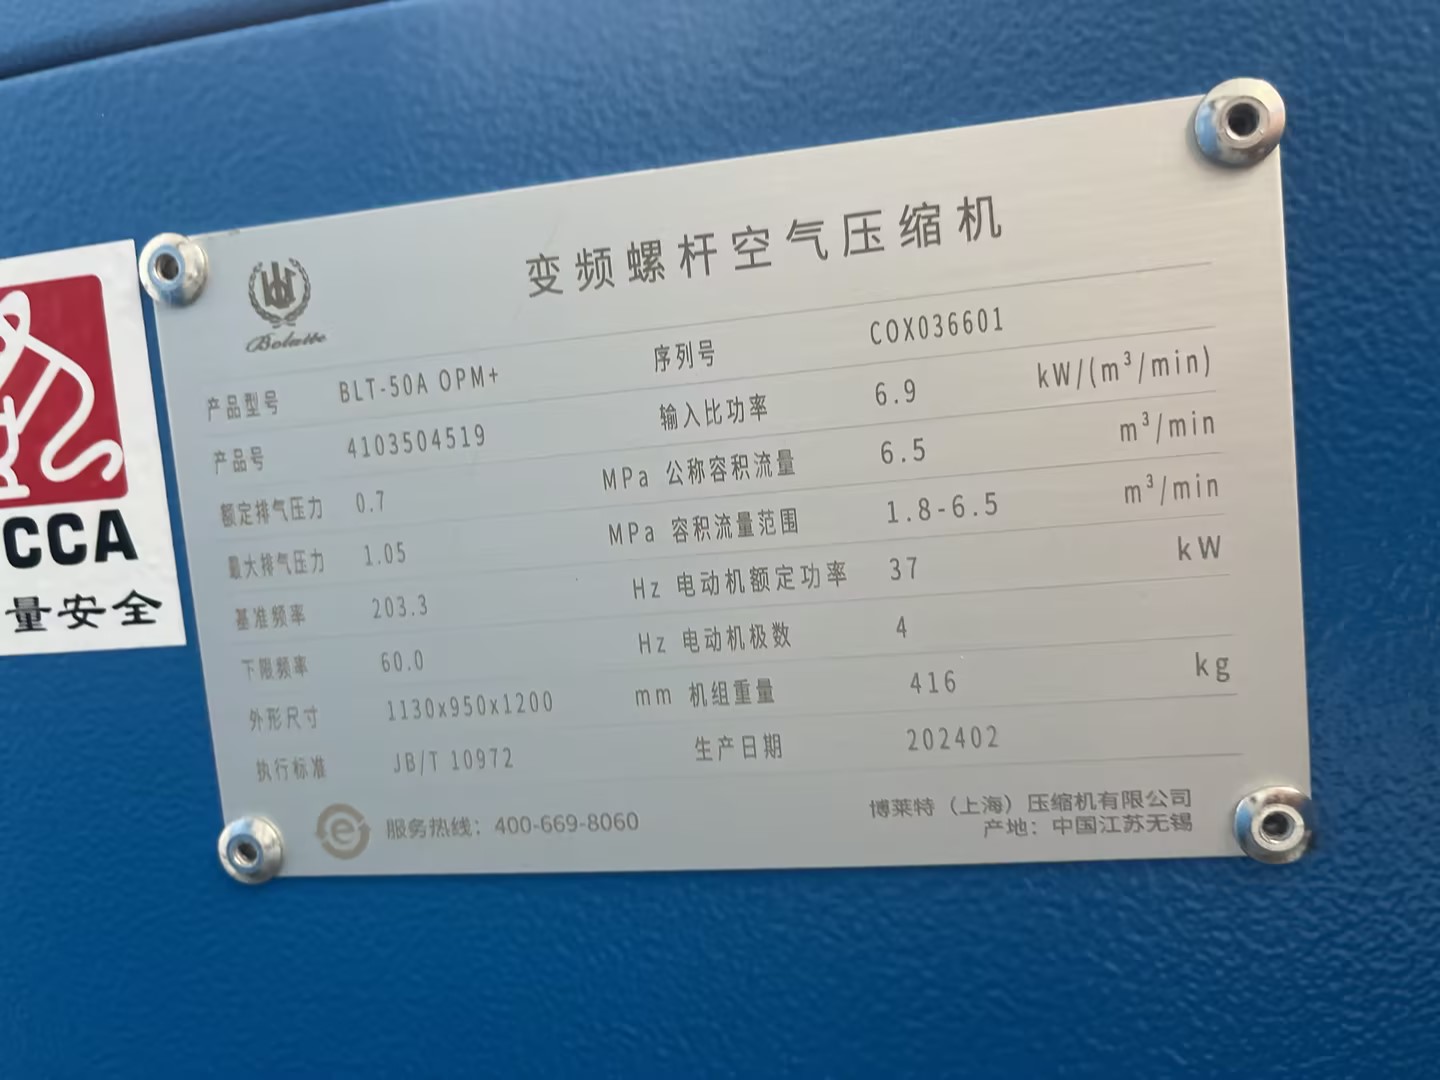 变频螺杆空气压缩机
Bolaite
产品型号 BLT-50A OPM+ 序列号 COX036601
产品号 4103504519 输入比功率 6.9 kW/(m³/min)
额定排气压力 0.7 MPa 公称容积流量 6.5 m³/min
最大排气压力 1.05 MPa 容积流量范围 1.8-6.5 m³/min
基准频率 203.3 Hz 电动机额定功率 37 kW
下限频率 60.0 Hz 电动机极数 4
外形尺寸 1130x950x1200 mm 机组重量 416 kg
执行标准 JB/T 10972 生产日期 202402
服务热线：400-669-8060
博莱特（上海）压缩机有限公司
产地：中国江苏无锡
CCA
量安全